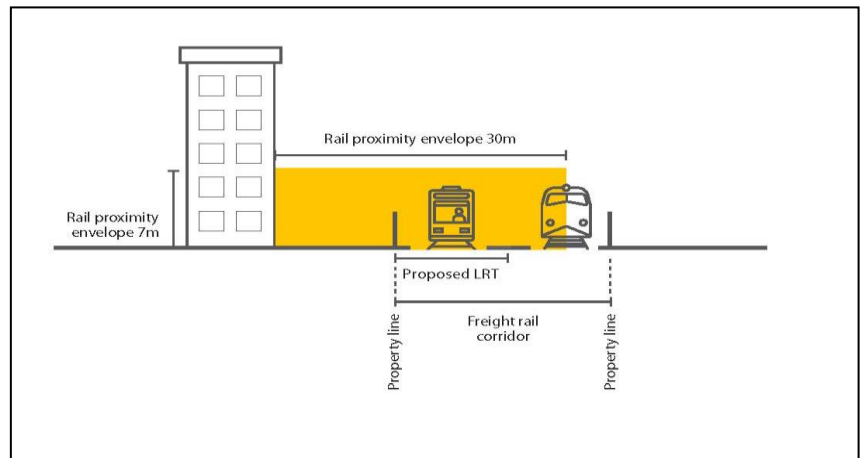 Rail proximity envelope 30m
Rail proximity
envelope 7m
Proposed LRT
Freight rail
corridor
Property line
Property line